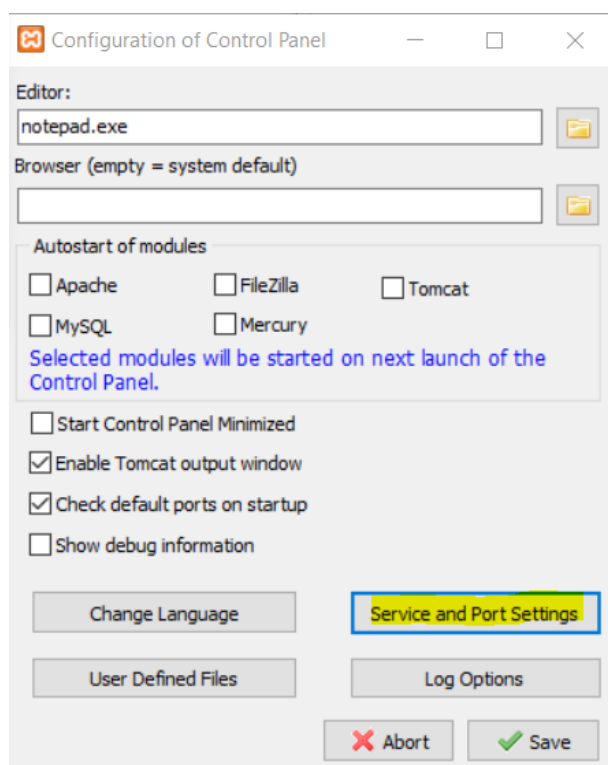 Configuration of Control Panel
Editor:
notepad.exe
Browser (empty = system default)
Autostart of modules
Apache
FileZilla
Tomcat
MySQL
Mercury
Selected modules will be started on next launch of the
Control Panel.
Start Control Panel Minimized
Enable Tomcat output window
Check default ports on startup
Show debug information
Change Language
Service and Port Settings
User Defined Files
Log Options
Abort
Save